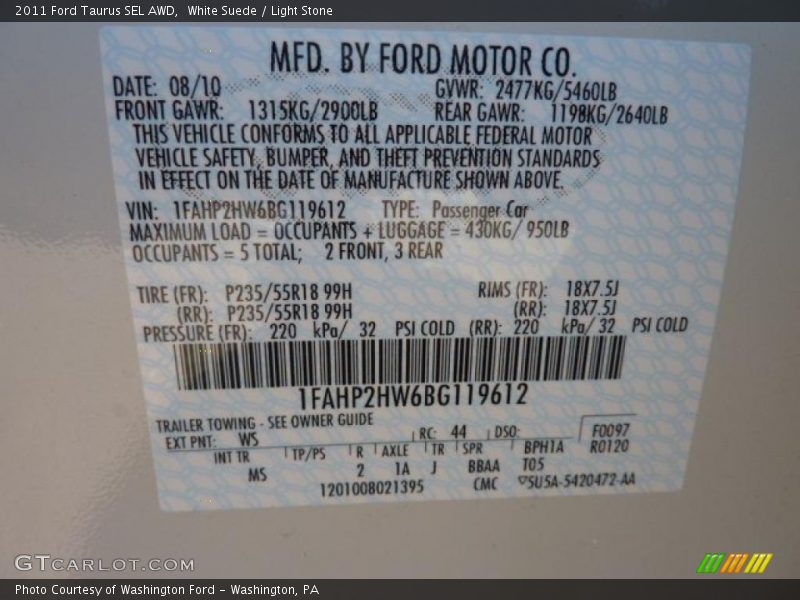 2011 Ford Taurus SEL AWD,  White Suede / Light Stone
MFD. BY FORD MOTOR CO.
DATE: 08/10 GVWR: 2477KG/5460LB
FRONT GAWR: 1315KG/2900LB REAR GAWR: 1198KG/2640LB
THIS VEHICLE CONFORMS TO ALL APPLICABLE FEDERAL MOTOR
VEHICLE SAFETY, BUMPER, AND THEFT PREVENTION STANDARDS
IN EFFECT ON THE DATE OF MANUFACTURE SHOWN ABOVE.
VIN: 1FAHP2HW6BG119612 TYPE: Passenger Car
MAXIMUM LOAD = OCCUPANTS + LUGGAGE = 430KG/ 950LB
OCCUPANTS = 5 TOTAL; 2 FRONT, 3 REAR
TIRE (FR): P235/55R18 99H RIMS (FR): 18X7.5J
(RR): P235/55R18 99H (RR): 18X7.5J
PRESSURE (FR): 220 kPa/ 32 PSI COLD (RR): 220 kPa/ 32 PSI COLD
1FAHP2HW6BG119612
TRAILER TOWING - SEE OWNER GUIDE
EXT PNT: WS RC: 44 DSO: F0097
INT TR TP/PS R AXLE TR SPR BPH1A R0120
MS 2 1A J BBAA T05
1201008021395 CMC ▽5U5A-5420472-AA
GTCARLOT.COM
Photo Courtesy of Washington Ford - Washington, PA